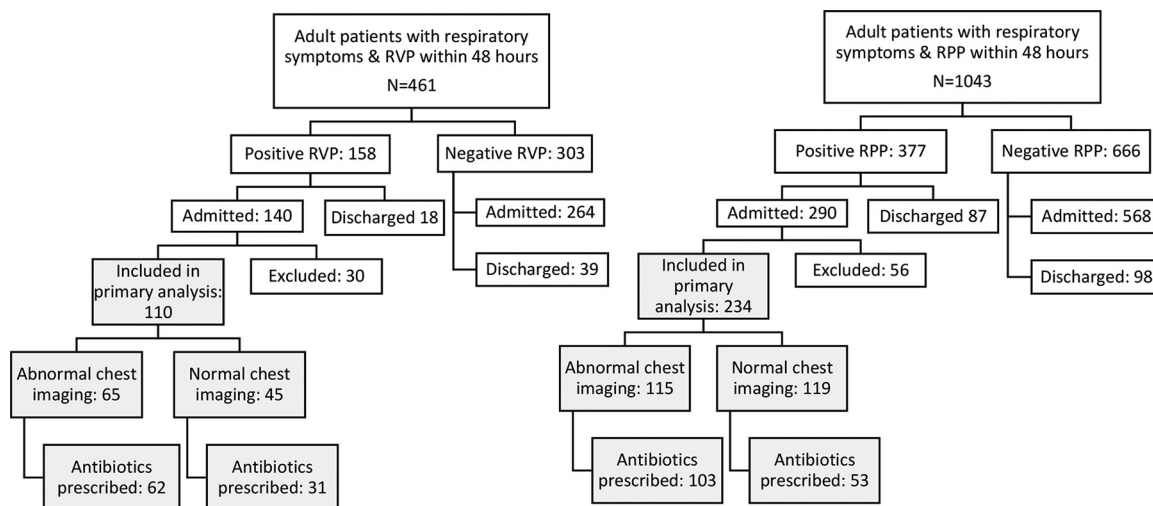 Adult patients with respiratory
symptoms & RVP within 48 hours
N=461
Positive RVP: 158
Negative RVP: 303
Admitted: 140
Discharged 18
Admitted: 264
Discharged: 39
Included in
primary analysis:
110
Excluded: 30
Abnormal chest
imaging: 65
Normal chest
imaging: 45
Antibiotics
prescribed: 62
Antibiotics
prescribed: 31
Adult patients with respiratory
symptoms & RPP within 48 hours
N=1043
Positive RPP: 377
Negative RPP: 666
Admitted: 290
Discharged 87
Admitted: 568
Discharged: 98
Included in
primary
analysis: 234
Excluded: 56
Abnormal chest
imaging: 115
Normal chest
imaging: 119
Antibiotics
prescribed: 103
Antibiotics
prescribed: 53